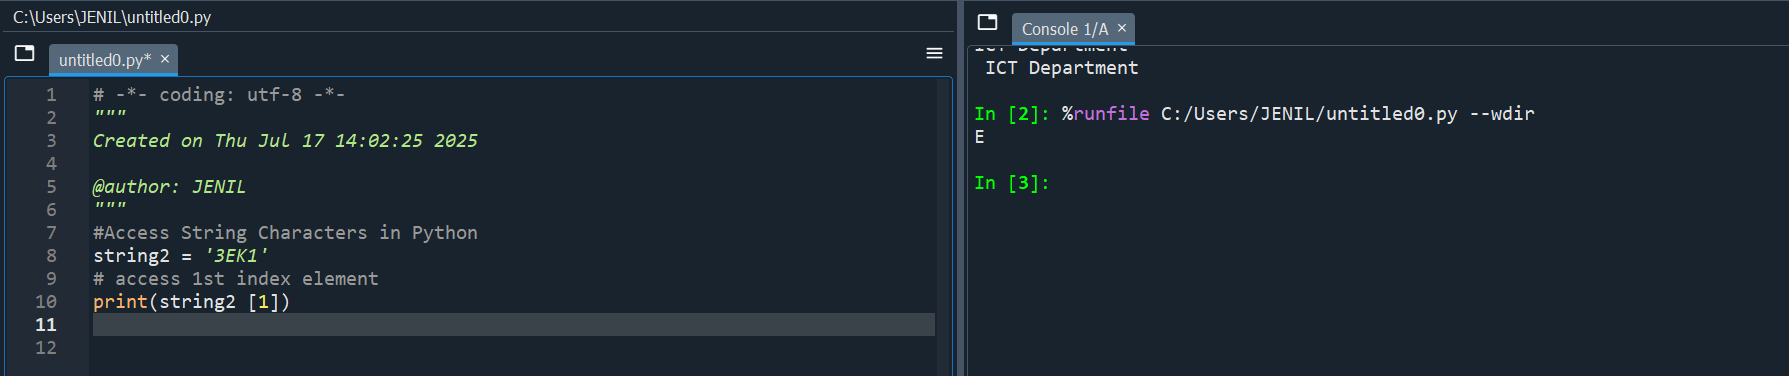 C:\Users\JENIL\untitled0.py
untitled0.py* ×
1 # -*- coding: utf-8 -*-
2 """
3 Created on Thu Jul 17 14:02:25 2025
4
5 @author: JENIL
6 """
7 #Access String Characters in Python
8 string2 = '3EK1'
9 # access 1st index element
10 print(string2 [1])
11
12
Console 1/A ×
ICT Department
ICT Department
In [2]: %runfile C:/Users/JENIL/untitled0.py --wdir
E
In [3]: